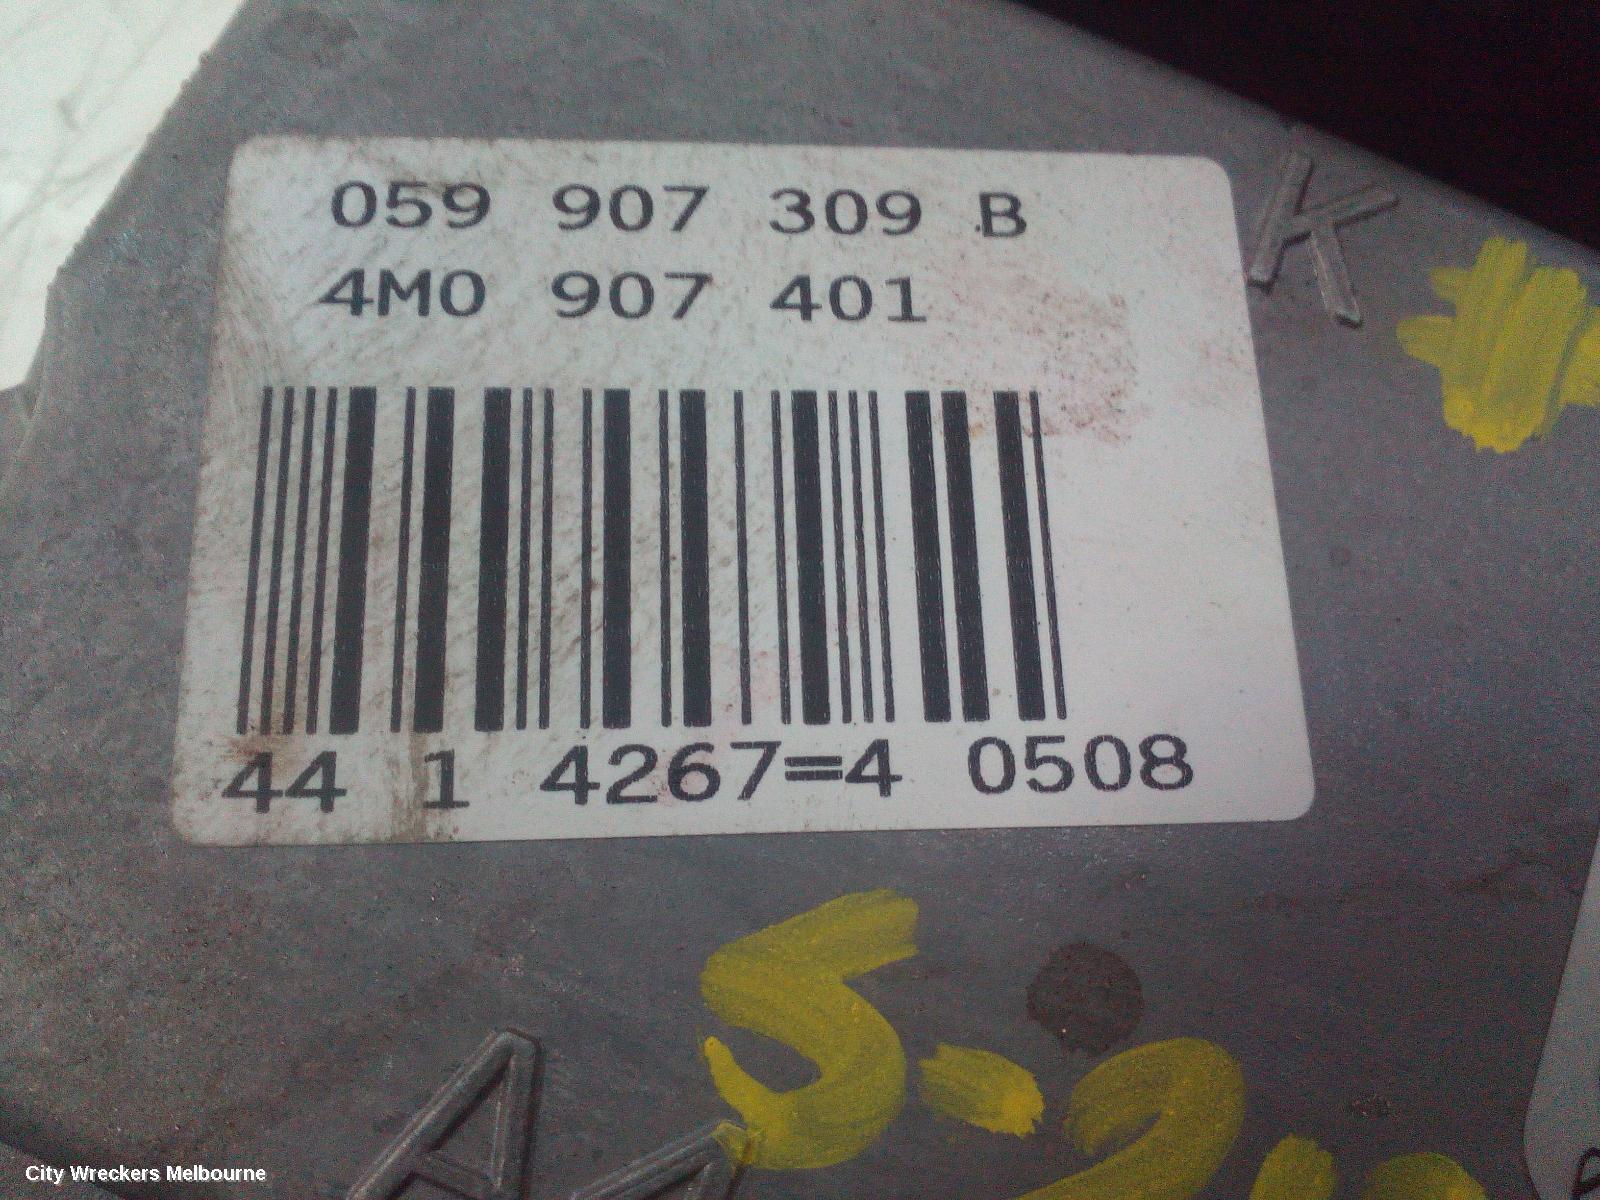 059 907 309 B
4M0 907 401
K
44 1 4267=4 0508
City Wreckers Melbourne